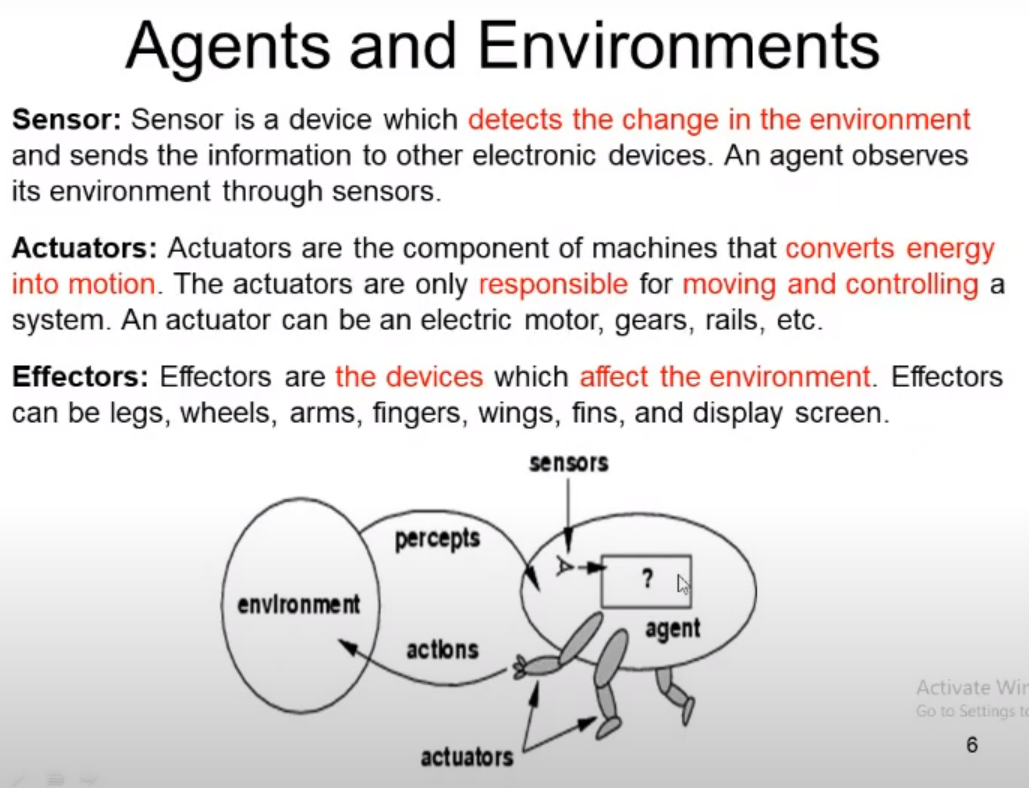 Agents and Environments
Sensor: Sensor is a device which detects the change in the environment
and sends the information to other electronic devices. An agent observes
its environment through sensors.
Actuators: Actuators are the component of machines that converts energy
into motion. The actuators are only responsible for moving and controlling a
system. An actuator can be an electric motor, gears, rails, etc.
Effectors: Effectors are the devices which affect the environment. Effectors
can be legs, wheels, arms, fingers, wings, fins, and display screen.
sensors
percepts
?
environment
agent
actions
actuators
Activate Wir
Go to Settings to
6